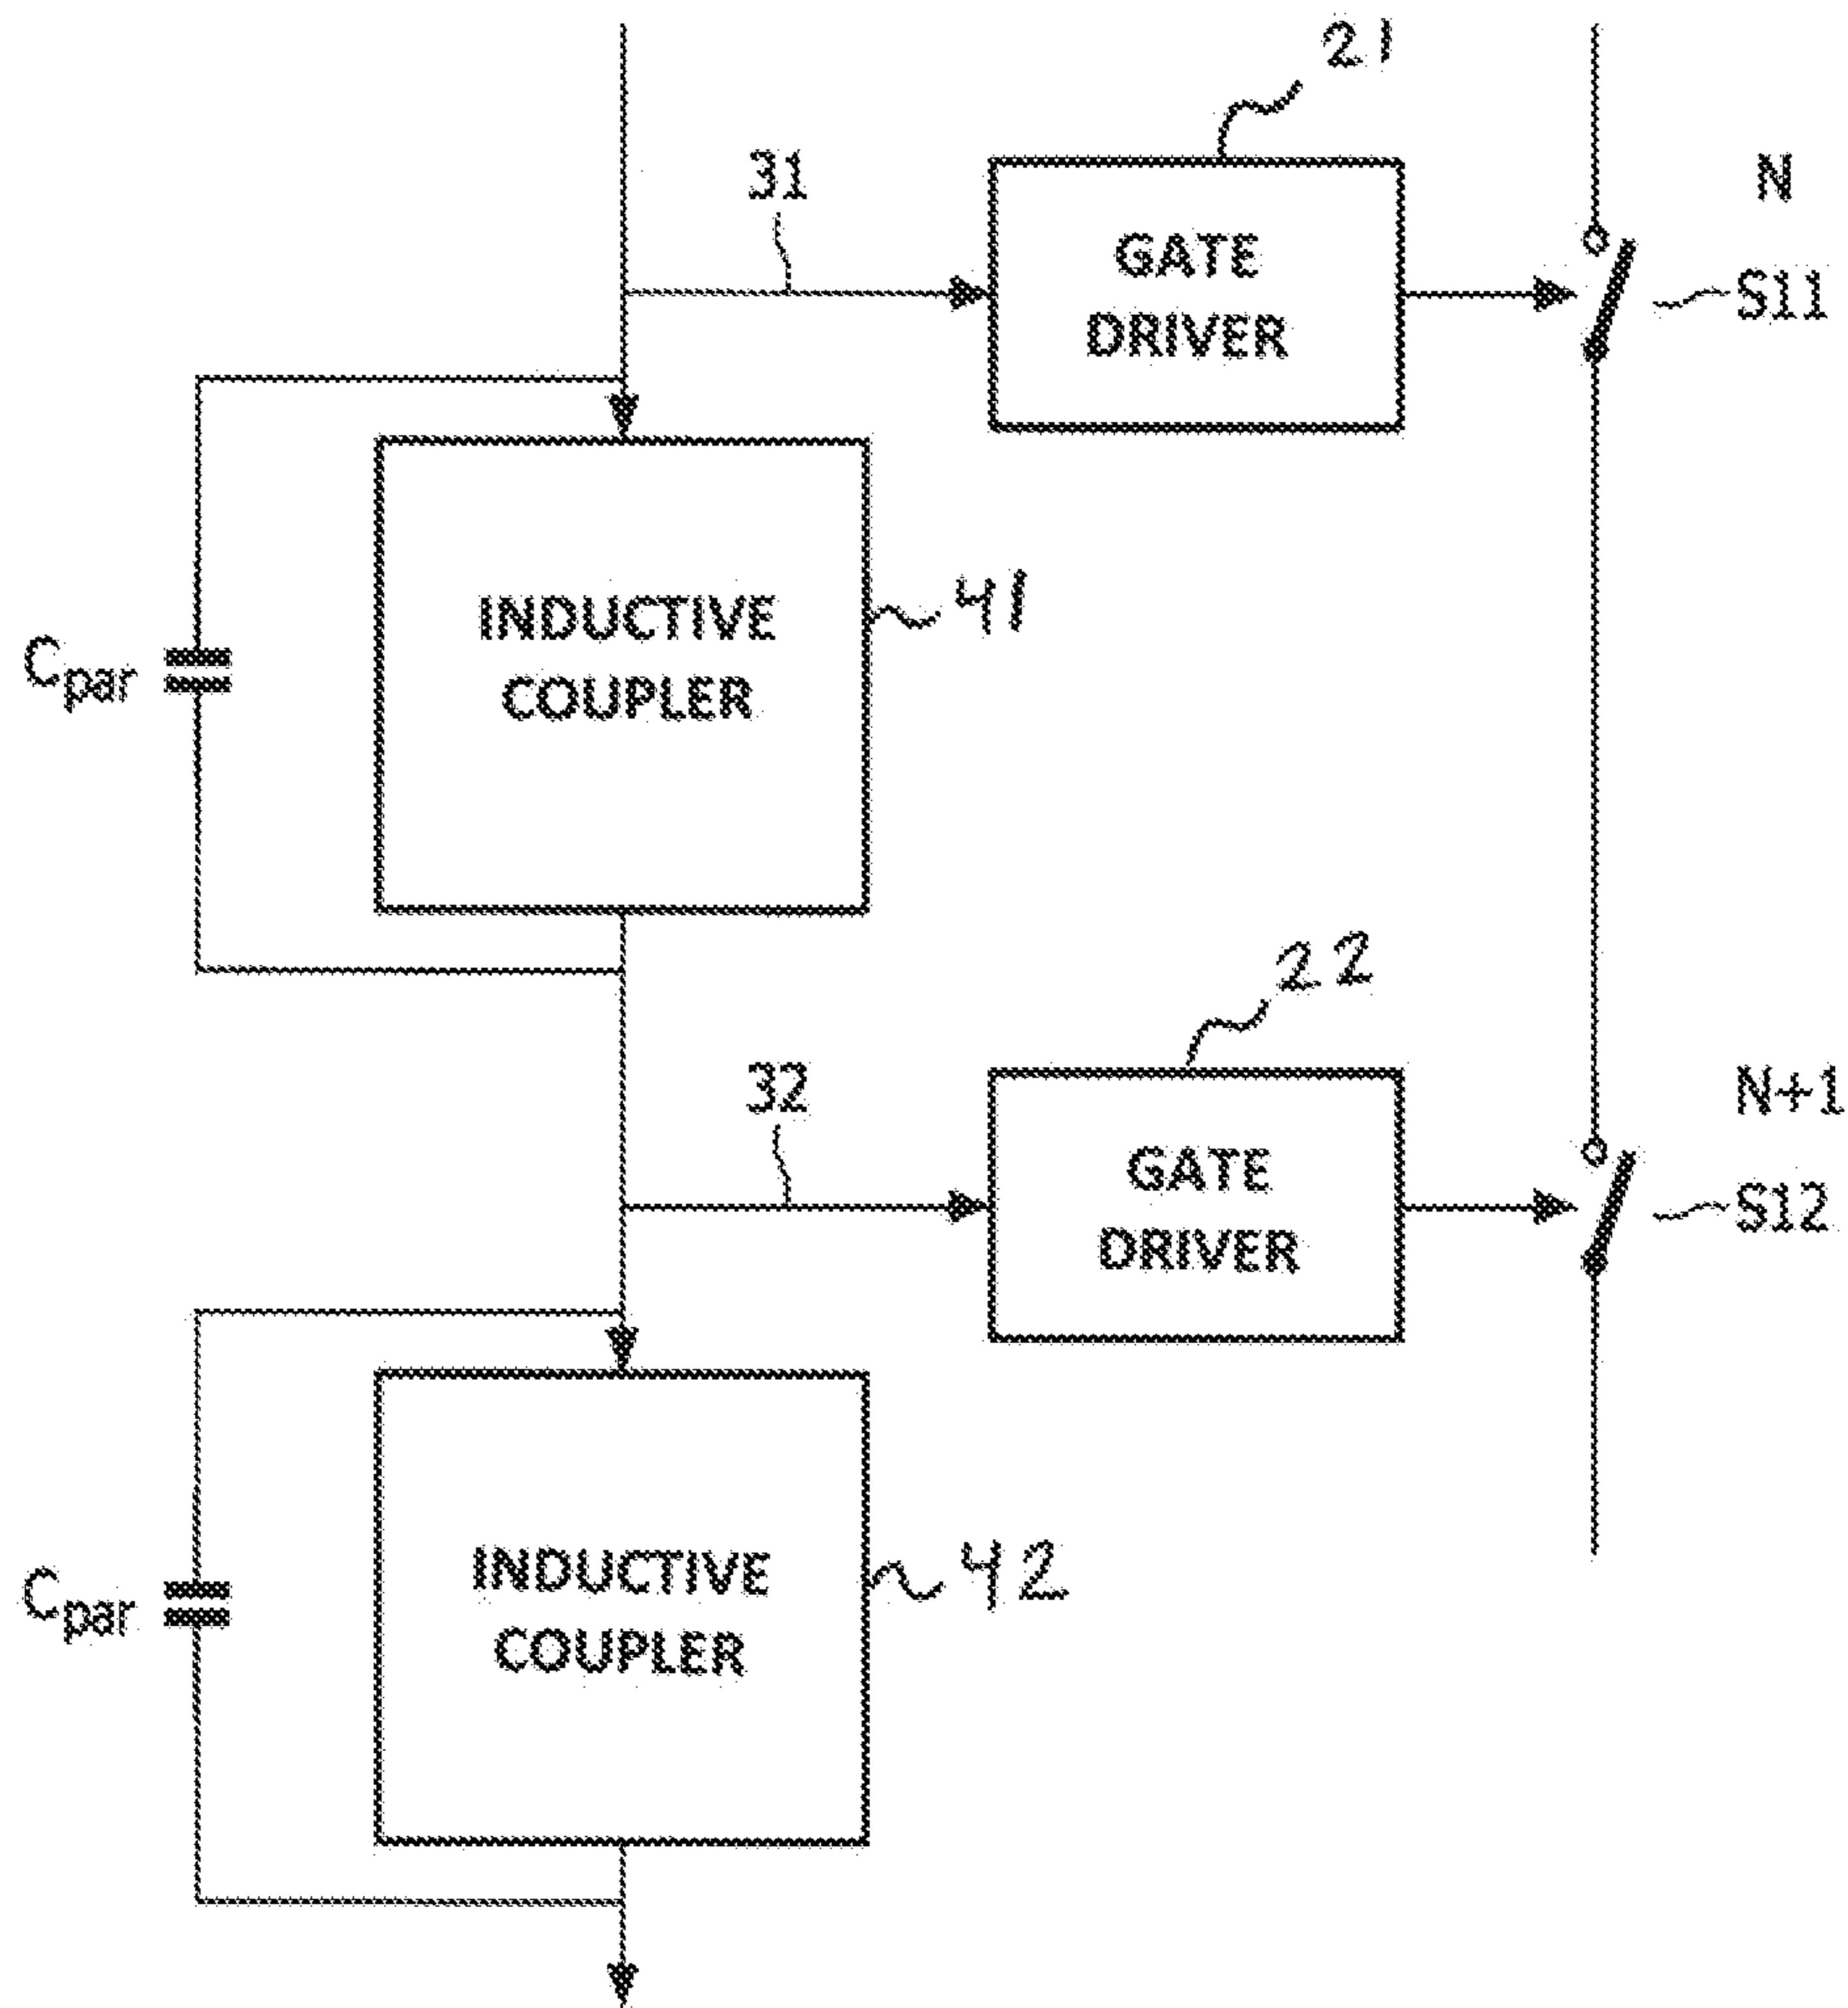 21
31
N
GATE
DRIVER
S11
INDUCTIVE
COUPLER
41
Cpar
22
32
N+1
GATE
DRIVER
S12
INDUCTIVE
COUPLER
42
Cpar